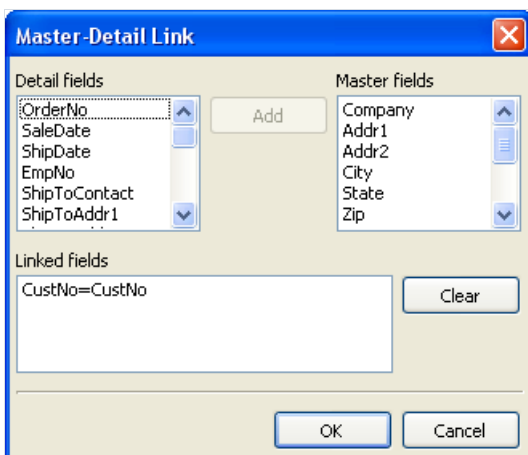 Master-Detail Link
Detail fields
Master fields
OrderNo
SaleDate
ShipDate
EmpNo
ShipToContact
ShipToAddr1
Add
Company
Addr1
Addr2
City
State
Zip
Linked fields
CustNo=CustNo
Clear
OK
Cancel